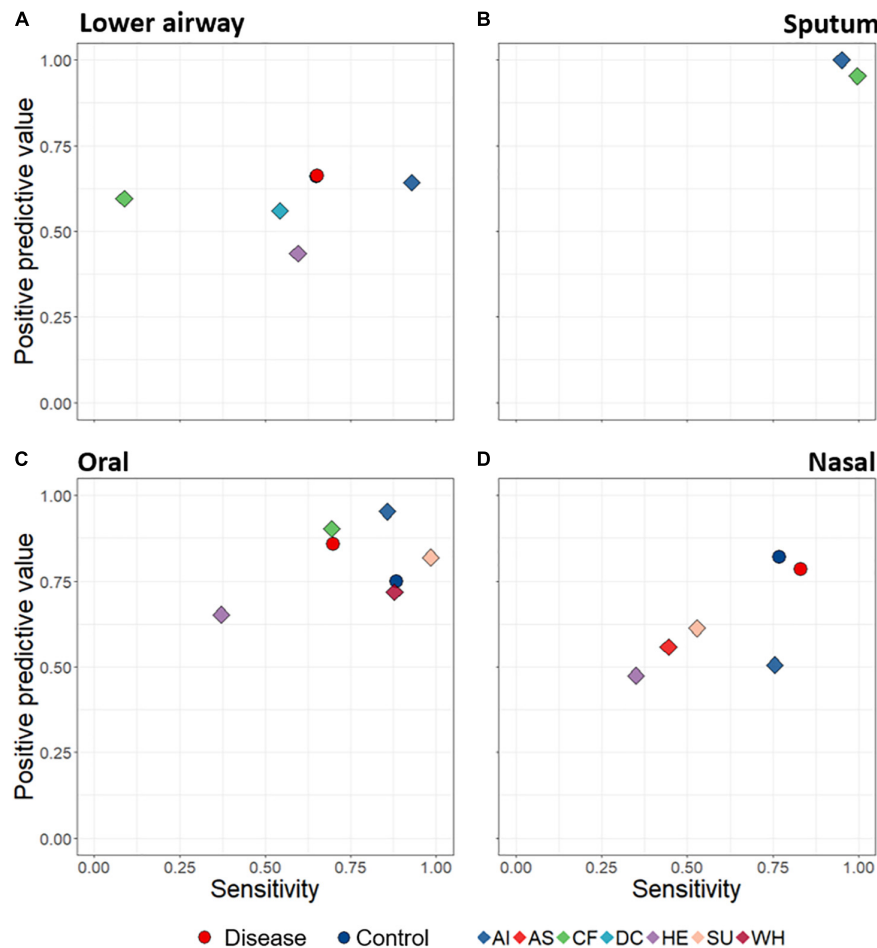 A Lower airway
B Sputum
Positive predictive value
1.00
0.75
0.50
0.25
0.00
C Oral
D Nasal
Positive predictive value
1.00
0.75
0.50
0.25
0.00
0.00 0.25 0.50 0.75 1.00
0.00 0.25 0.50 0.75 1.00
Sensitivity
Sensitivity
Disease Control AI AS CF DC HE SU WH